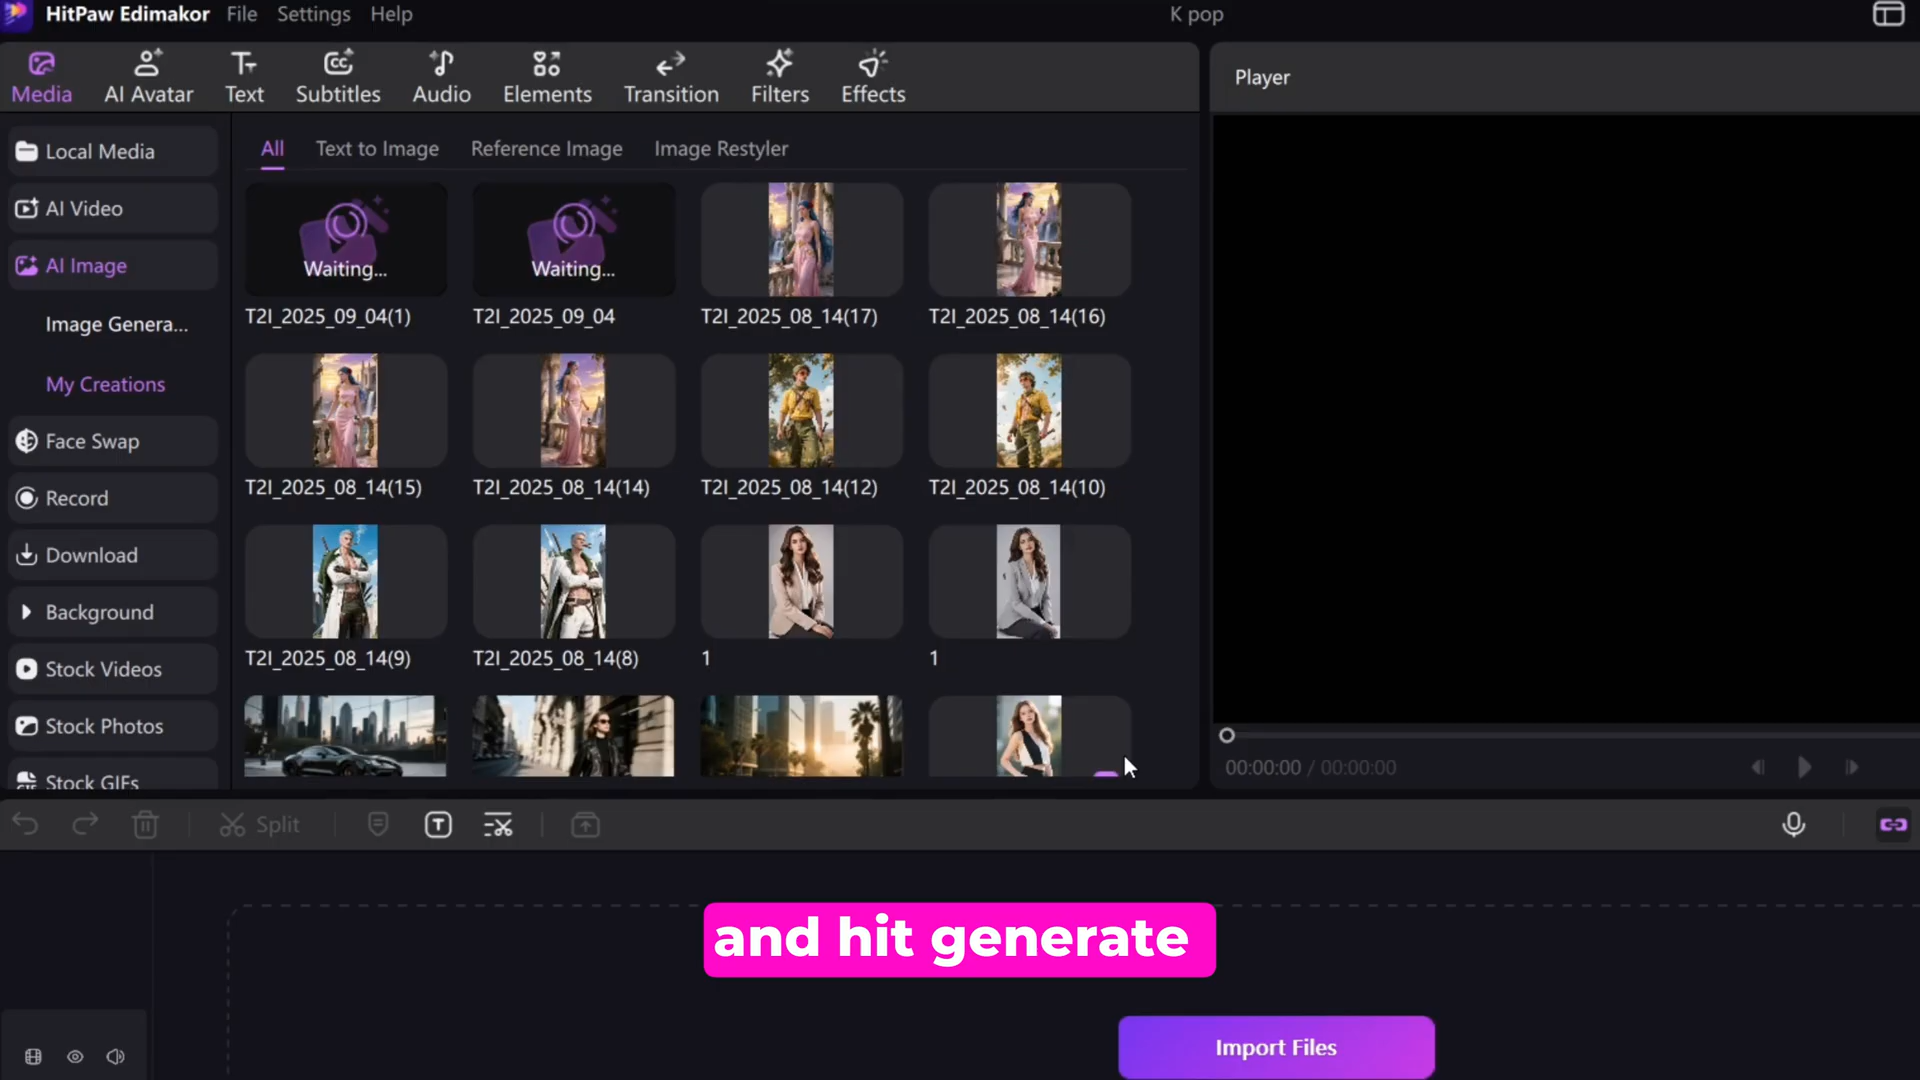 HitPaw Edimakor File Settings Help K pop
Media AI Avatar Text Subtitles Audio Elements Transition Filters Effects
Player
Local Media
AI Video
AI Image
Image Genera...
My Creations
Face Swap
Record
Download
Background
Stock Videos
Stock Photos
Stock GIFs
All Text to Image Reference Image Image Restyler
Waiting... Waiting...
T2I_2025_09_04(1) T2I_2025_09_04 T2I_2025_08_14(17) T2I_2025_08_14(16)
T2I_2025_08_14(15) T2I_2025_08_14(14) T2I_2025_08_14(12) T2I_2025_08_14(10)
T2I_2025_08_14(9) T2I_2025_08_14(8) 1 1
00:00:00 / 00:00:00
Split
and hit generate
Import Files